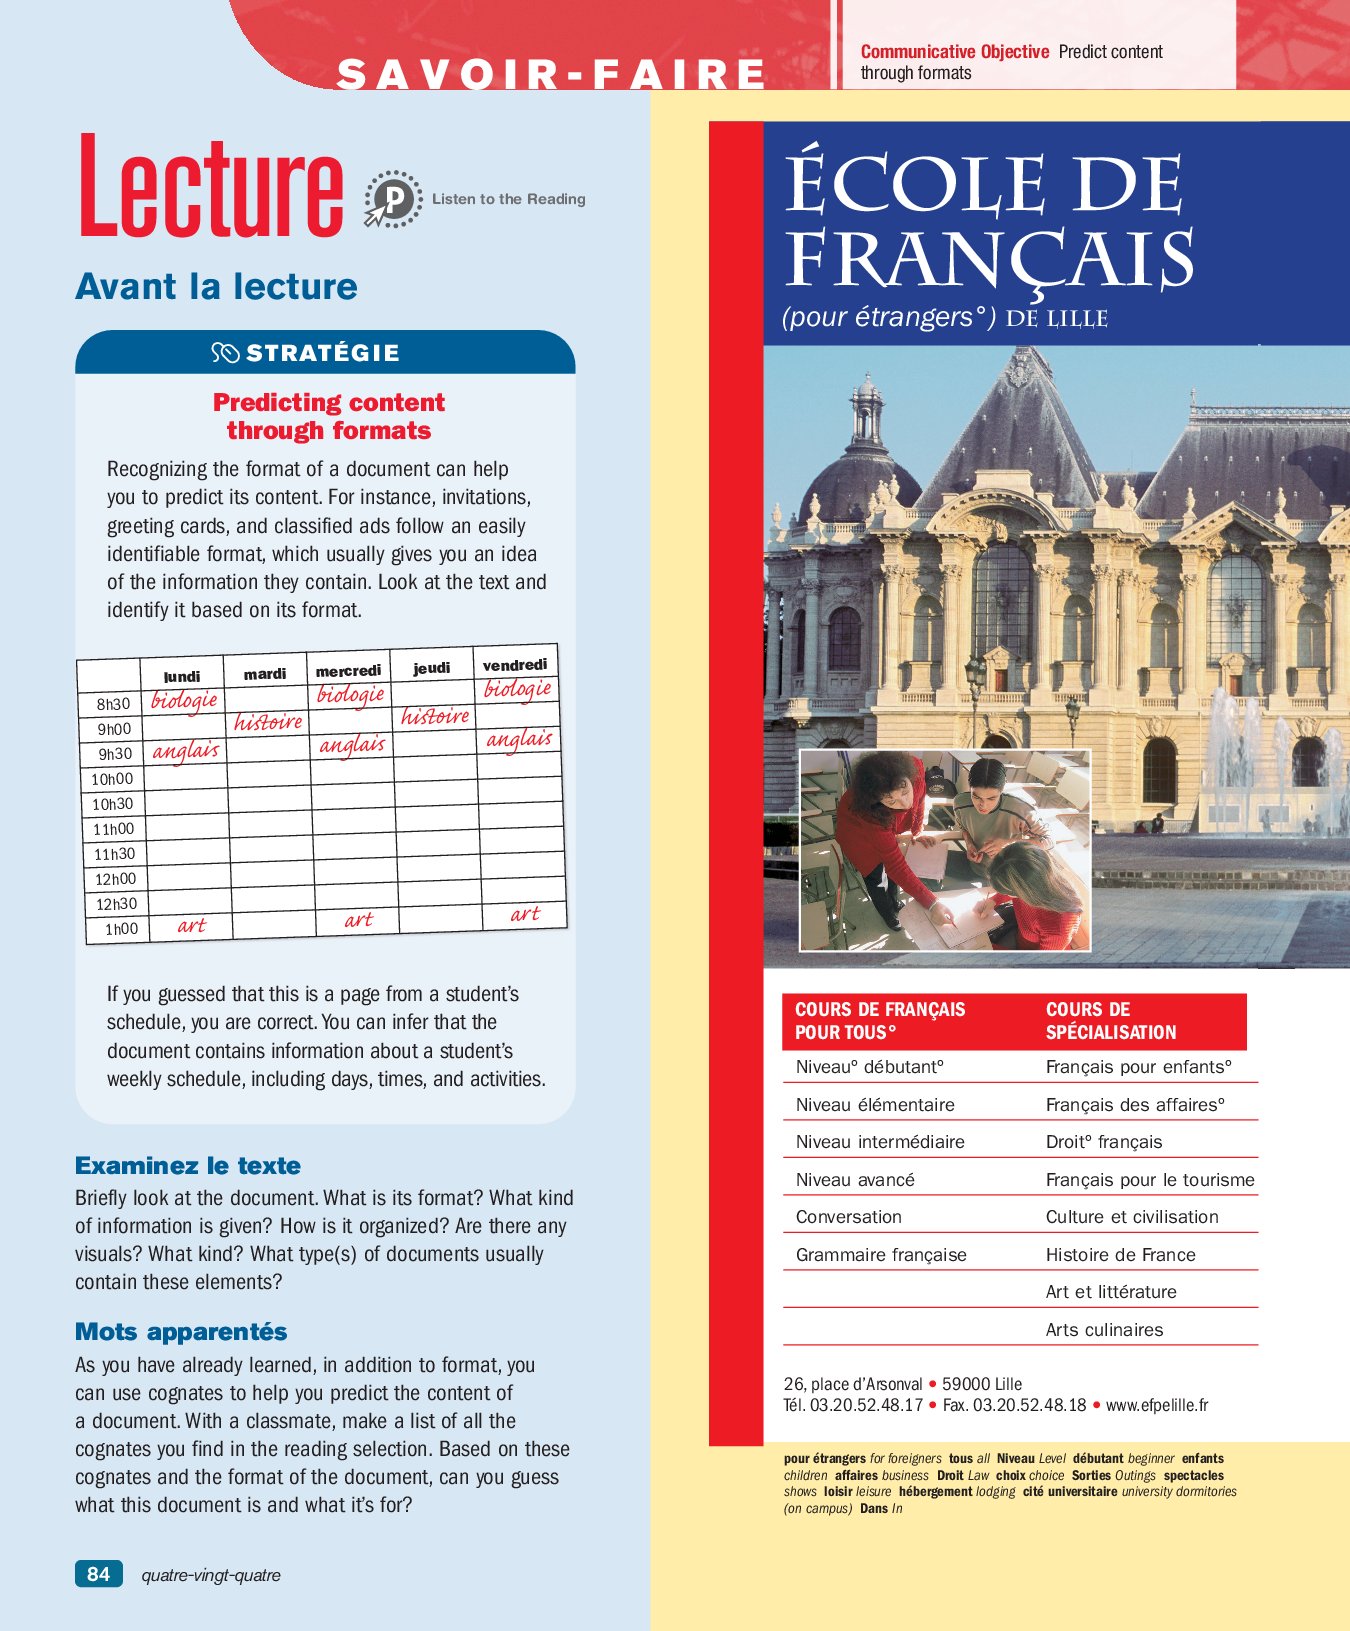 SAVOIR-FAIRE
Communicative Objective Predict content
through formats
Lecture
P
Listen to the Reading
Avant la lecture
STRATÉGIE
Predicting content
through formats
Recognizing the format of a document can help
you to predict its content. For instance, invitations,
greeting cards, and classified ads follow an easily
identifiable format, which usually gives you an idea
of the information they contain. Look at the text and
identify it based on its format.
lundi mardi mercredi jeudi vendredi
8h30 biologie biologie biologie
9h00 histoire histoire
9h30 anglais anglais anglais
10h00
10h30
11h00
11h30
12h00
12h30
1h00 art art art
If you guessed that this is a page from a student’s
schedule, you are correct. You can infer that the
document contains information about a student’s
weekly schedule, including days, times, and activities.
Examinez le texte
Briefly look at the document. What is its format? What kind
of information is given? How is it organized? Are there any
visuals? What kind? What type(s) of documents usually
contain these elements?
Mots apparentés
As you have already learned, in addition to format, you
can use cognates to help you predict the content of
a document. With a classmate, make a list of all the
cognates you find in the reading selection. Based on these
cognates and the format of the document, can you guess
what this document is and what it’s for?
84 quatre-vingt-quatre
ÉCOLE DE
FRANÇAIS
(pour étrangers°) DE LILLE
COURS DE FRANÇAIS COURS DE
POUR TOUS° SPÉCIALISATION
Niveau° débutant° Français pour enfants°
Niveau élémentaire Français des affaires°
Niveau intermédiaire Droit° français
Niveau avancé Français pour le tourisme
Conversation Culture et civilisation
Grammaire française Histoire de France
Art et littérature
Arts culinaires
26, place d’Arsonval • 59000 Lille
Tél. 03.20.52.48.17 • Fax. 03.20.52.48.18 • www.efpelille.fr
pour étrangers for foreigners tous all Niveau Level débutant beginner enfants
children affaires business Droit Law choix choice Sorties Outings spectacles
shows loisir leisure hébergement lodging cité universitaire university dormitories
(on campus) Dans In